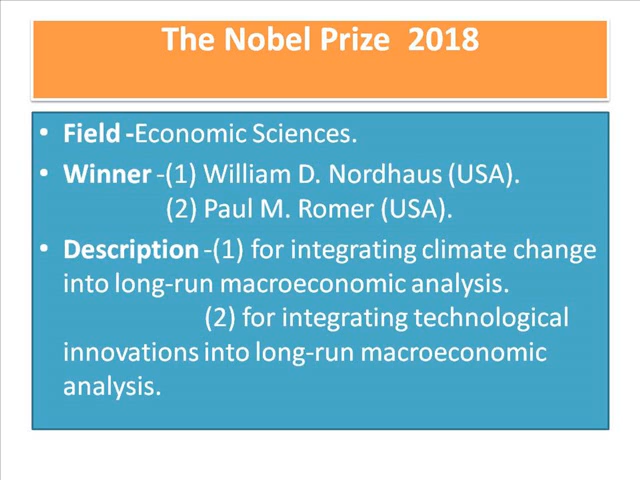 The Nobel Prize 2018
• Field -Economic Sciences.
• Winner -(1) William D. Nordhaus (USA).
(2) Paul M. Romer (USA).
• Description -(1) for integrating climate change
into long-run macroeconomic analysis.
(2) for integrating technological
innovations into long-run macroeconomic
analysis.